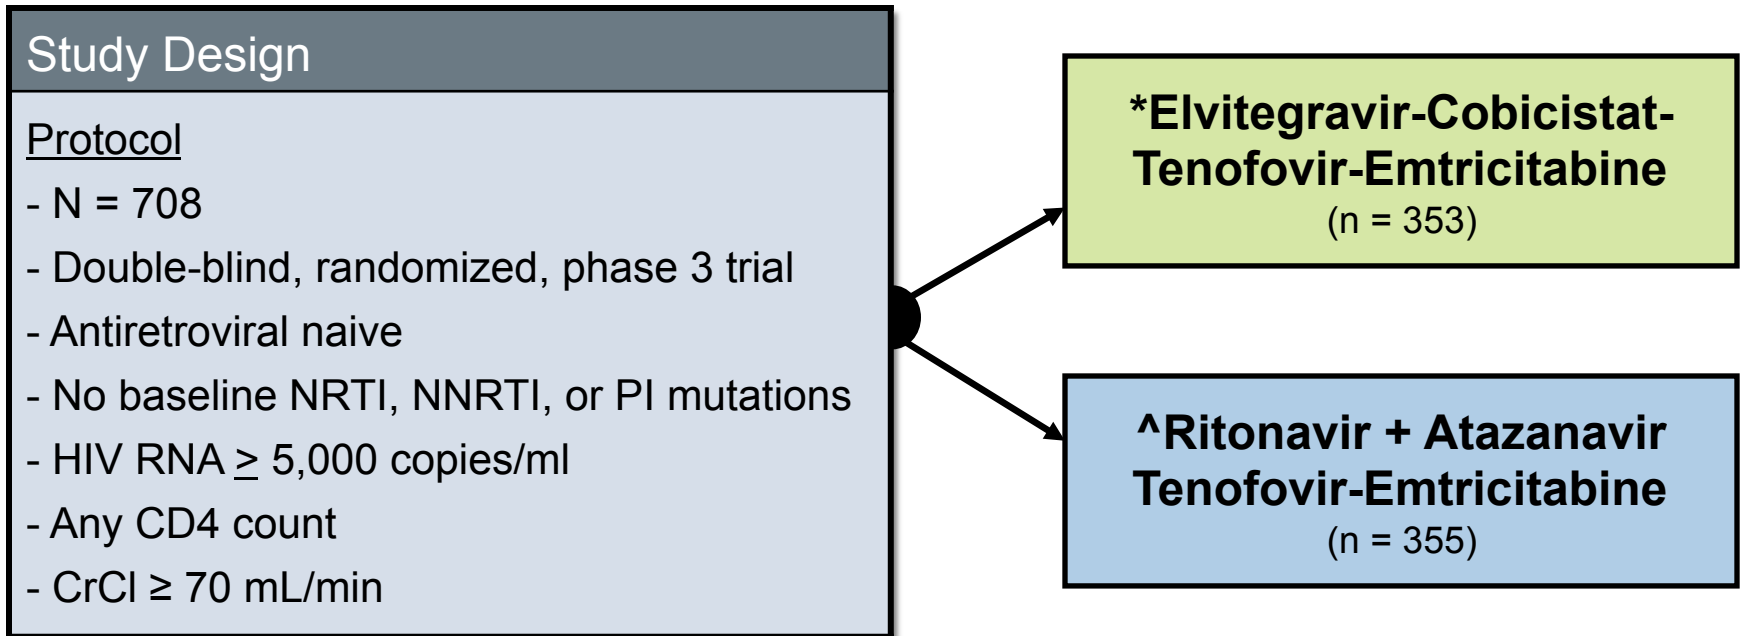 Study Design
Protocol
- N = 708
- Double-blind, randomized, phase 3 trial
- Antiretroviral naive
- No baseline NRTI, NNRTI, or PI mutations
- HIV RNA ≥ 5,000 copies/ml
- Any CD4 count
- CrCl ≥ 70 mL/min
*Elvitegravir-Cobicistat-
Tenofovir-Emtricitabine
(n = 353)
^Ritonavir + Atazanavir
Tenofovir-Emtricitabine
(n = 355)